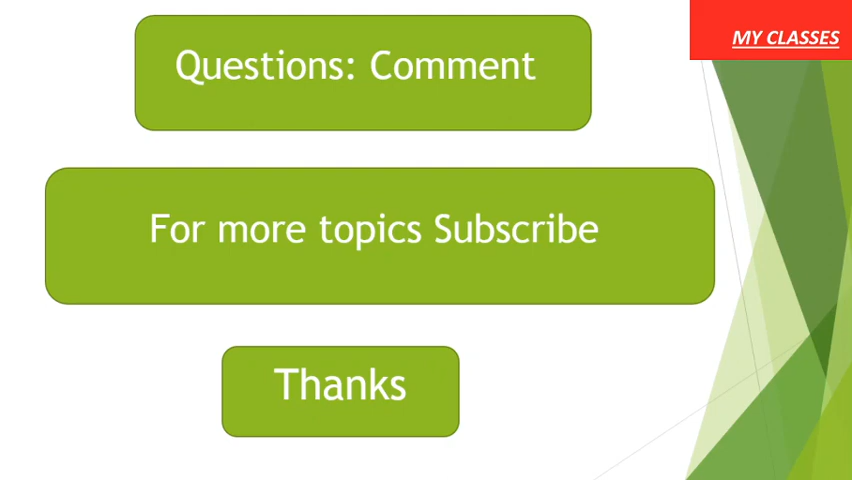 MY CLASSES
Questions: Comment
For more topics Subscribe
Thanks